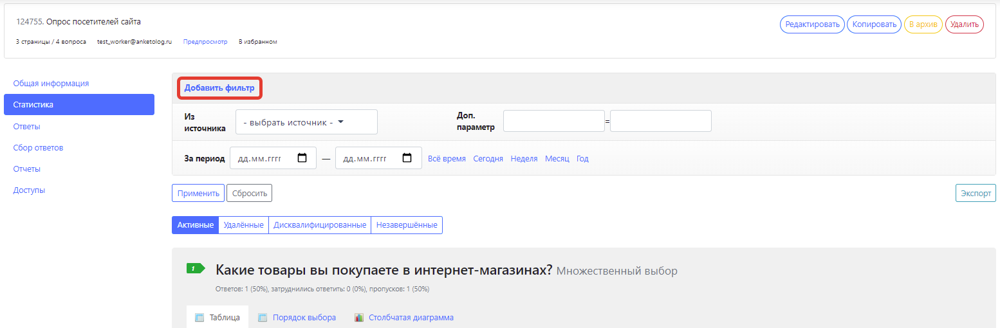 124755. Опрос посетителей сайта
Редактировать Копировать В архив Удалить
3 страницы / 4 вопроса test_worker@anketolog.ru Предпросмотр В избранном
Общая информация
Статистика
Ответы
Сбор ответов
Отчеты
Доступы
Добавить фильтр
Из источника - выбрать источник - Доп. параметр =
За период дд.мм.гггг — дд.мм.гггг Всё время Сегодня Неделя Месяц Год
Применить Сбросить Экспорт
Активные Удалённые Дисквалифицированные Незавершённые
1 Какие товары вы покупаете в интернет-магазинах? Множественный выбор
Ответов: 1 (50%), затруднились ответить: 0 (0%), пропусков: 1 (50%)
Таблица Порядок выбора Столбчатая диаграмма